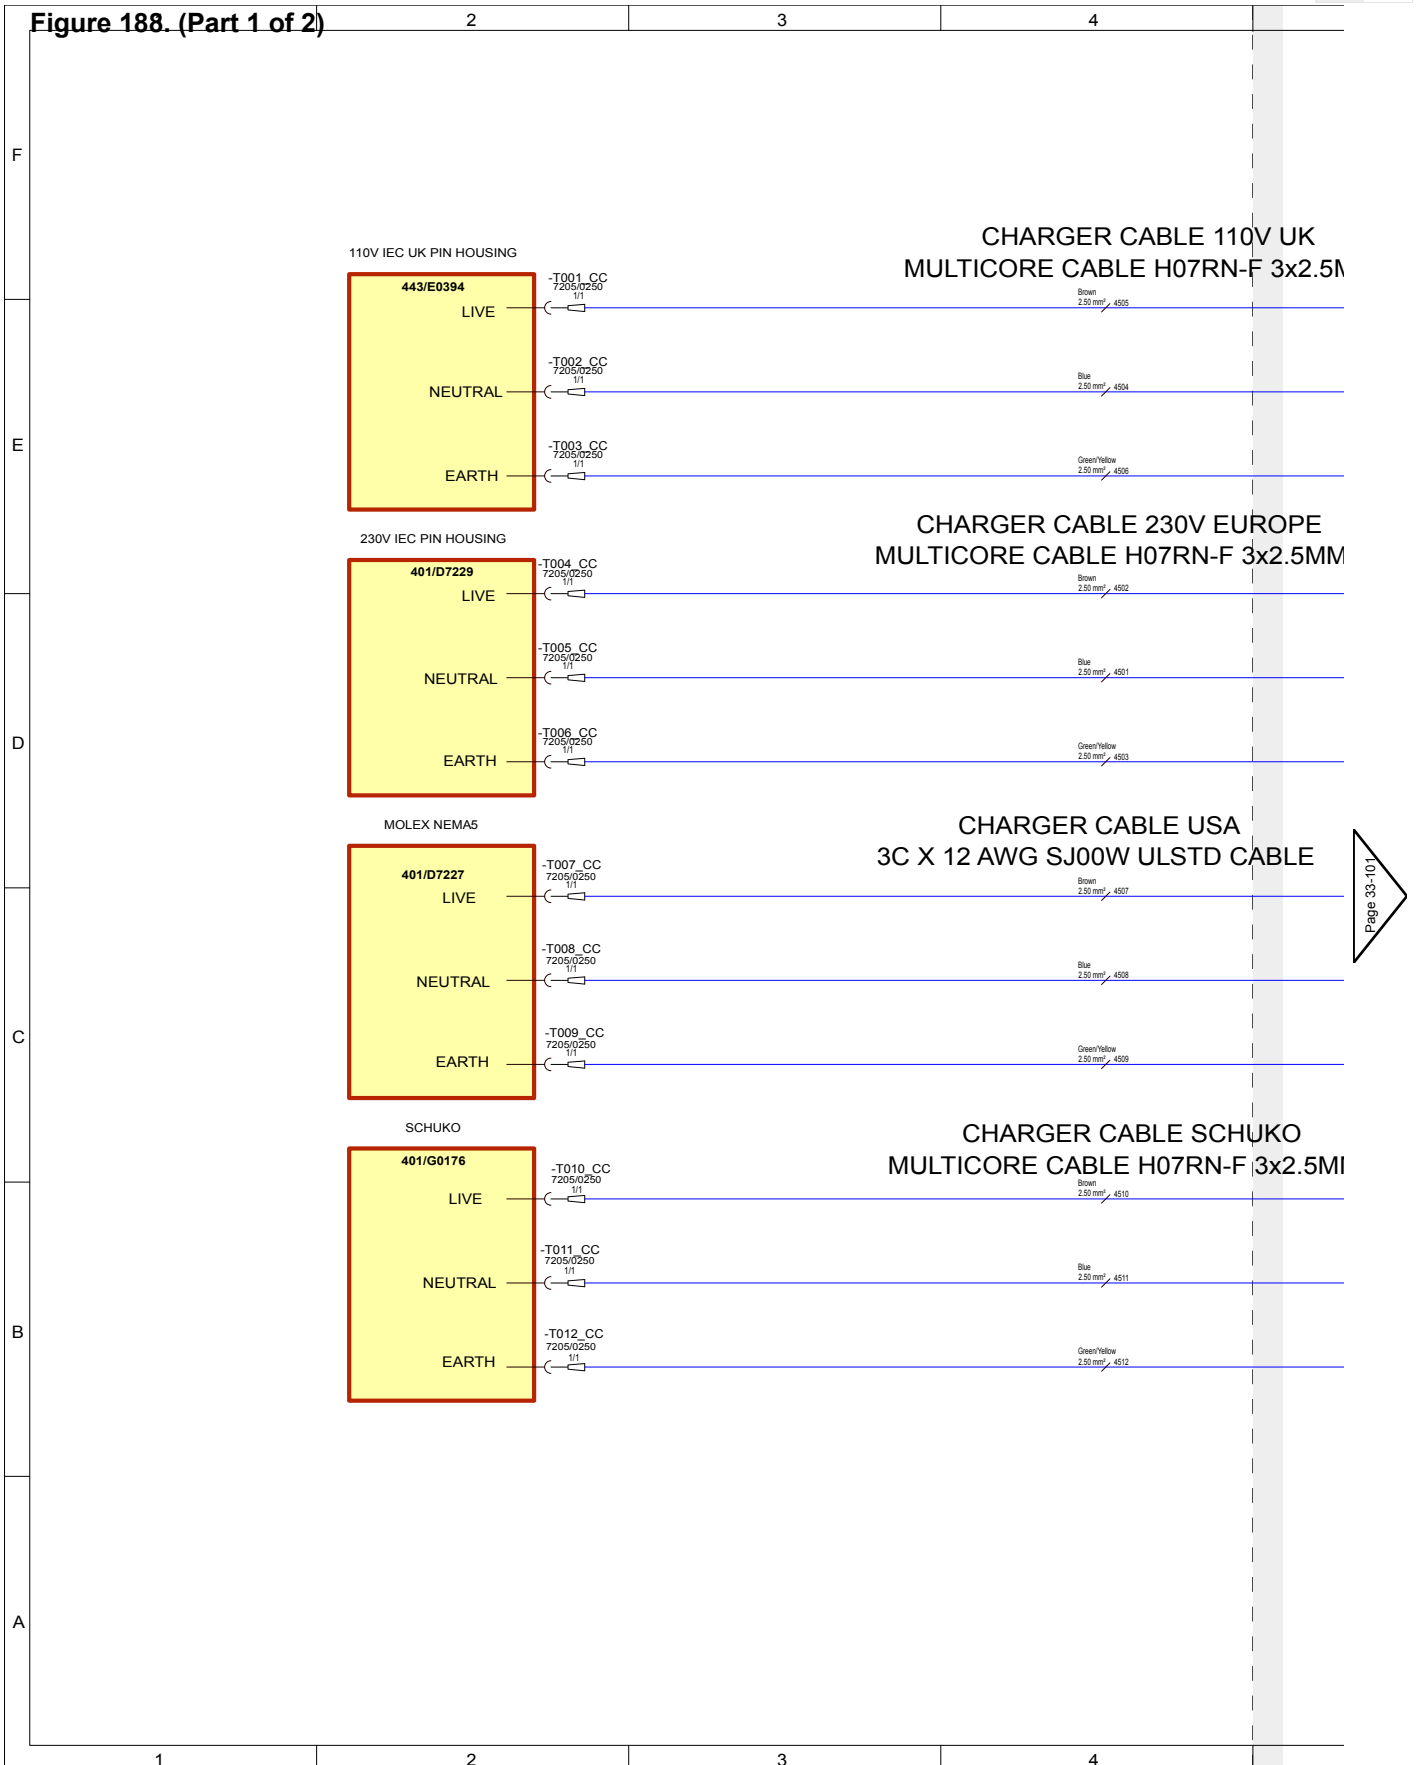 Figure 188. (Part 1 of 2)
2
3
4
F
E
D
C
B
A
110V IEC UK PIN HOUSING
443/E0394
LIVE
NEUTRAL
EARTH
-T001_CC
7205/0250
1/1
-T002_CC
7205/0250
1/1
-T003_CC
7205/0250
1/1
CHARGER CABLE 110V UK
MULTICORE CABLE H07RN-F 3x2.5M
Brown
2.50 mm² 4505
Blue
2.50 mm² 4504
Green/Yellow
2.50 mm² 4506
230V IEC PIN HOUSING
401/D7229
LIVE
NEUTRAL
EARTH
-T004_CC
7205/0250
1/1
-T005_CC
7205/0250
1/1
-T006_CC
7205/0250
1/1
CHARGER CABLE 230V EUROPE
MULTICORE CABLE H07RN-F 3x2.5MM
Brown
2.50 mm² 4502
Blue
2.50 mm² 4501
Green/Yellow
2.50 mm² 4503
MOLEX NEMA5
401/D7227
LIVE
NEUTRAL
EARTH
-T007_CC
7205/0250
1/1
-T008_CC
7205/0250
1/1
-T009_CC
7205/0250
1/1
CHARGER CABLE USA
3C X 12 AWG SJ00W ULSTD CABLE
Brown
2.50 mm² 4507
Blue
2.50 mm² 4508
Green/Yellow
2.50 mm² 4509
Page 33-101
SCHUKO
401/G0176
LIVE
NEUTRAL
EARTH
-T010_CC
7205/0250
1/1
-T011_CC
7205/0250
1/1
-T012_CC
7205/0250
1/1
CHARGER CABLE SCHUKO
MULTICORE CABLE H07RN-F 3x2.5MM
Brown
2.50 mm² 4510
Blue
2.50 mm² 4511
Green/Yellow
2.50 mm² 4512
1
2
3
4